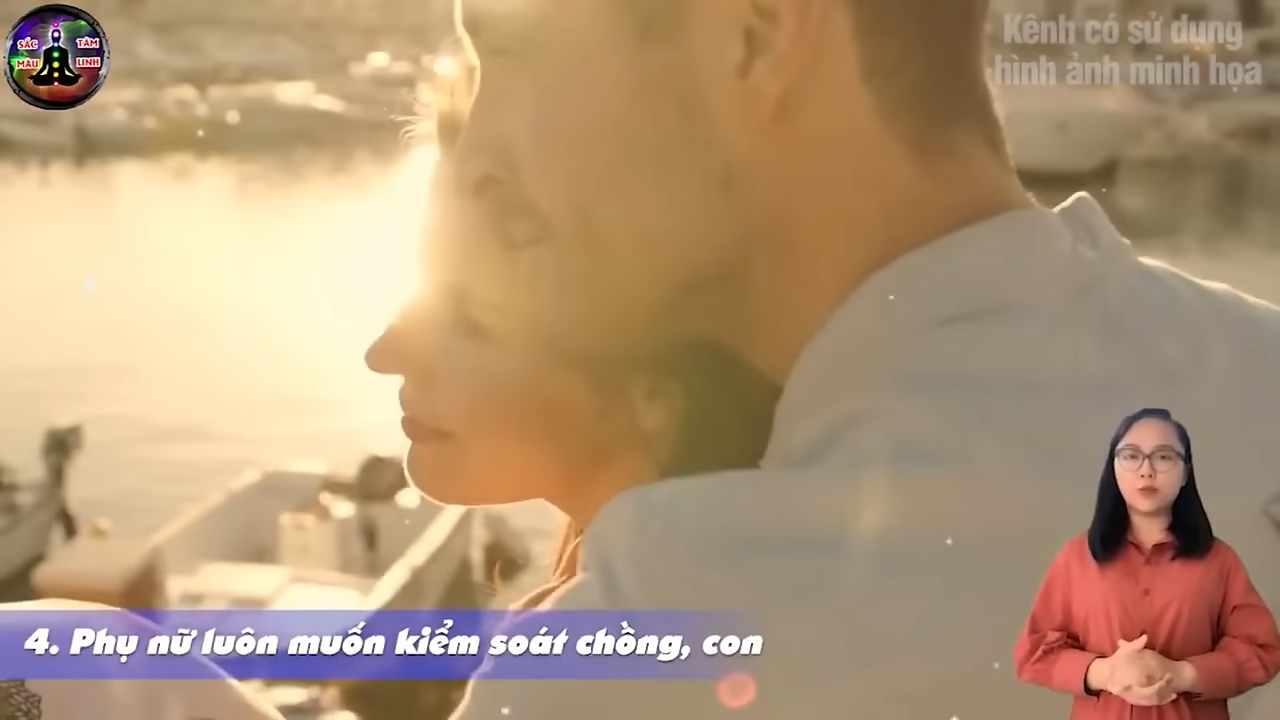 SẮC TÂM
MÀU LINH
Kênh có sử dụng
hình ảnh minh họa
4. Phụ nữ luôn muốn kiểm soát chồng, con